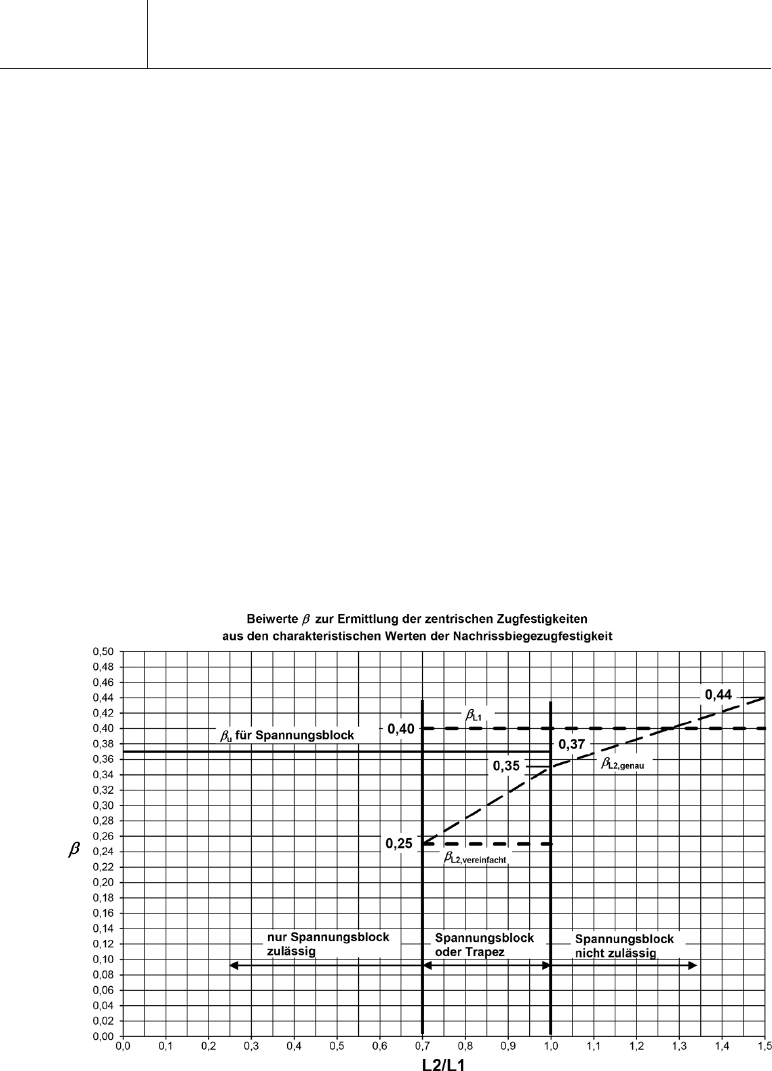 Beiwerte β zur Ermittlung der zentrischen Zugfestigkeiten
aus den charakteristischen Werten der Nachrissbiegezugfestigkeit
0,50
0,48
0,46
0,44
0,44
0,42
βL1
0,40
0,40
βu für Spannungsblock
0,38
0,37
0,36
0,35
βL2,genau
0,34
0,32
0,30
0,28
0,26
0,25
β
0,24
βL2,vereinfacht
0,22
0,20
0,18
0,16
0,14
0,12
nur Spannungsblock
zulässig
Spannungsblock
oder Trapez
Spannungsblock
nicht zulässig
0,10
0,08
0,06
0,04
0,02
0,00
0,0 0,1 0,2 0,3 0,4 0,5 0,6 0,7 0,8 0,9 1,0 1,1 1,2 1,3 1,4 1,5
L2/L1